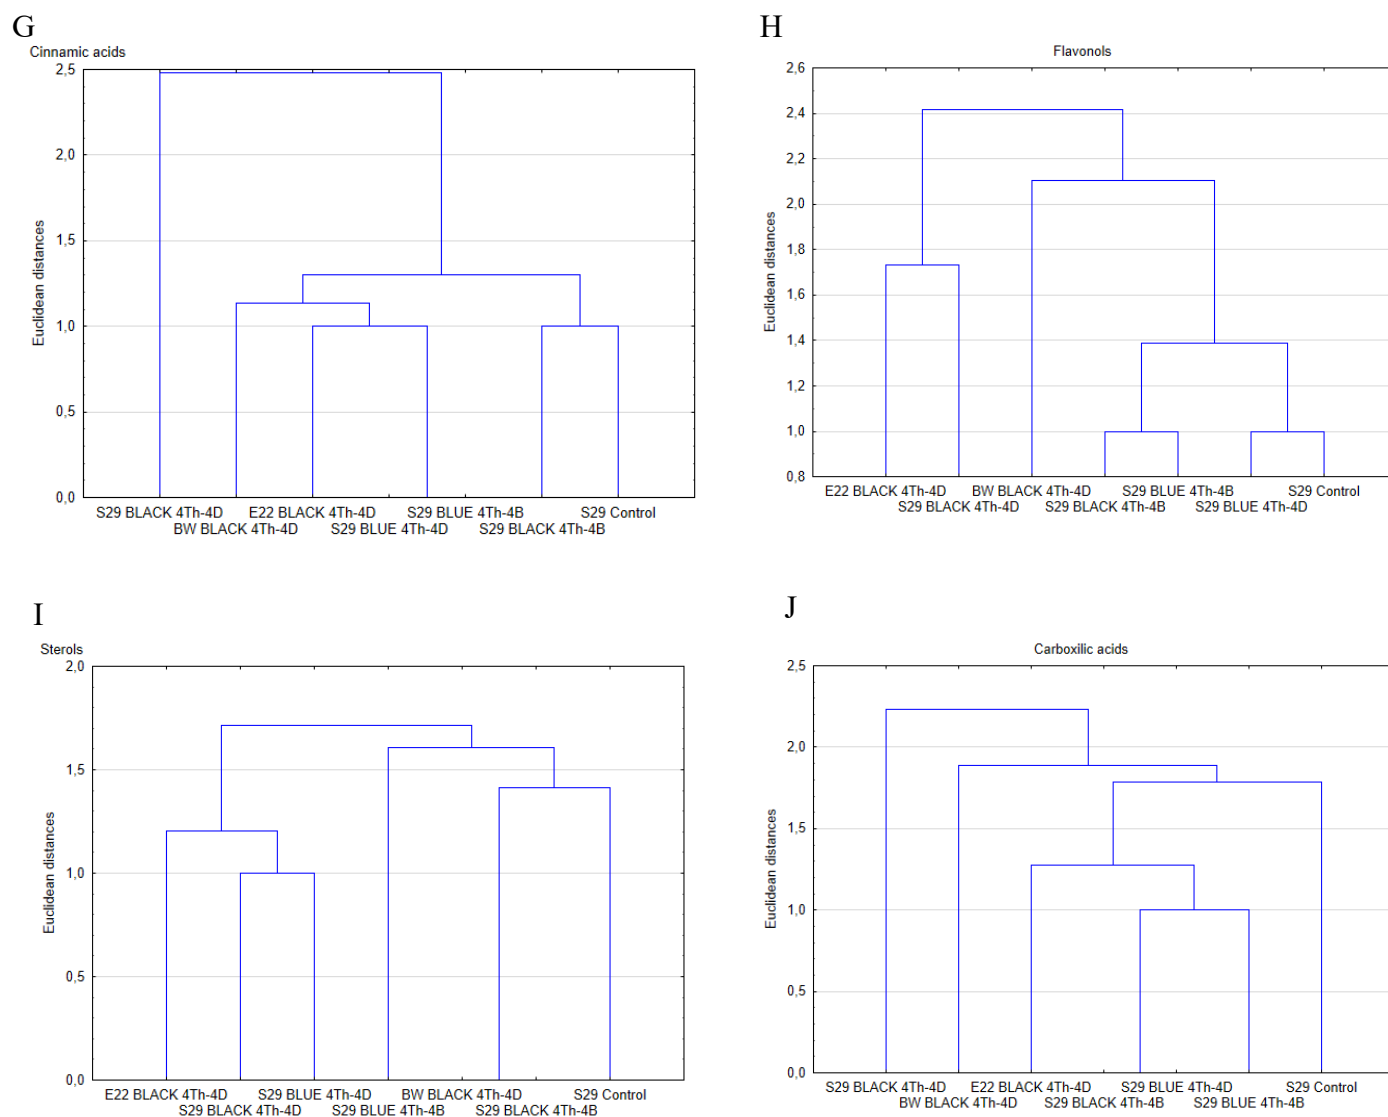 G
Cinnamic acids
2,5
2,0
1,5
1,0
0,5
0,0
Euclidean distances
S29 BLACK 4Th-4D
E22 BLACK 4Th-4D
S29 BLUE 4Th-4B
S29 Control
BW BLACK 4Th-4D
S29 BLUE 4Th-4D
S29 BLACK 4Th-4B
H
Flavonols
2,6
2,4
2,2
2,0
1,8
1,6
1,4
1,2
1,0
0,8
Euclidean distances
E22 BLACK 4Th-4D
BW BLACK 4Th-4D
S29 BLUE 4Th-4B
S29 Control
S29 BLACK 4Th-4D
S29 BLACK 4Th-4B
S29 BLUE 4Th-4D
I
Sterols
2,0
1,5
1,0
0,5
0,0
Euclidean distances
E22 BLACK 4Th-4D
S29 BLUE 4Th-4D
BW BLACK 4Th-4D
S29 Control
S29 BLACK 4Th-4D
S29 BLUE 4Th-4B
S29 BLACK 4Th-4B
J
Carboxilic acids
2,5
2,0
1,5
1,0
0,5
0,0
Euclidean distances
S29 BLACK 4Th-4D
E22 BLACK 4Th-4D
S29 BLUE 4Th-4D
S29 Control
BW BLACK 4Th-4D
S29 BLACK 4Th-4B
S29 BLUE 4Th-4B